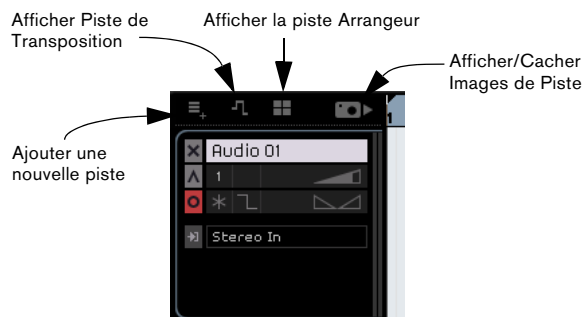 Afficher Piste de
Transposition
Afficher la piste Arrangeur
Afficher/Cacher
Images de Piste
Ajouter une
nouvelle piste
1
Audio 01
1
Stereo In